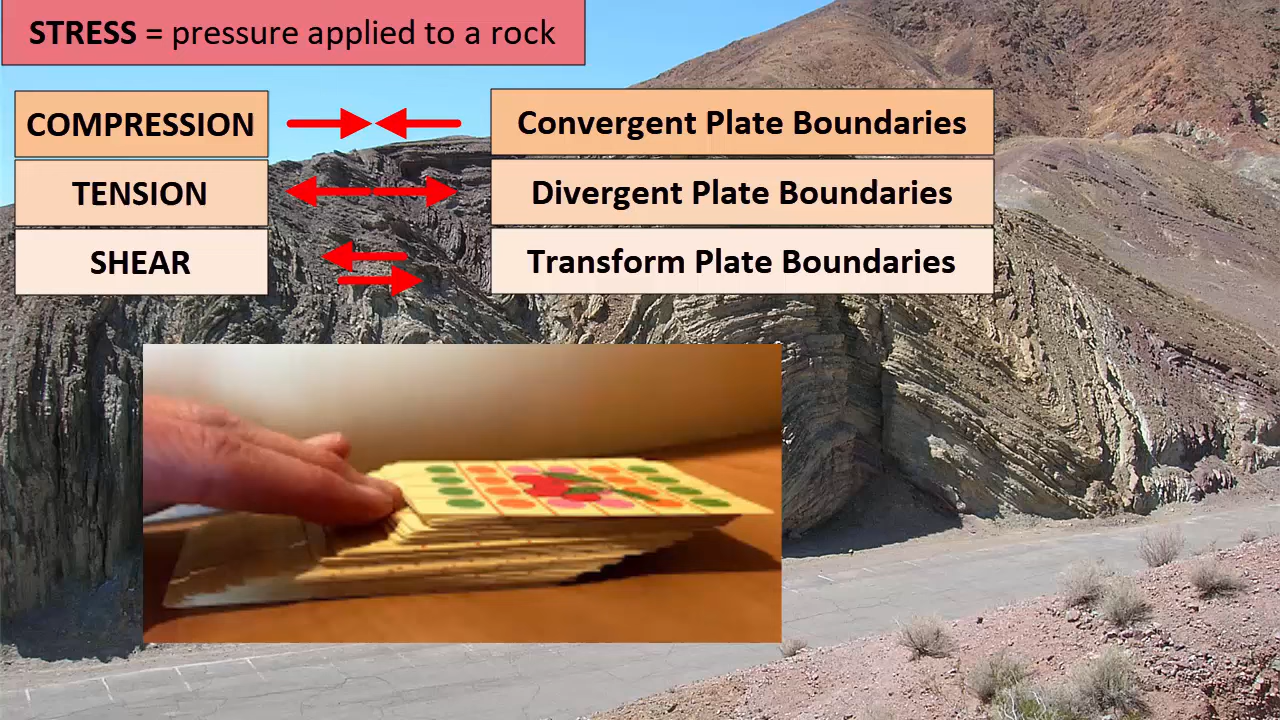 STRESS = pressure applied to a rock
COMPRESSION
Convergent Plate Boundaries
TENSION
Divergent Plate Boundaries
SHEAR
Transform Plate Boundaries